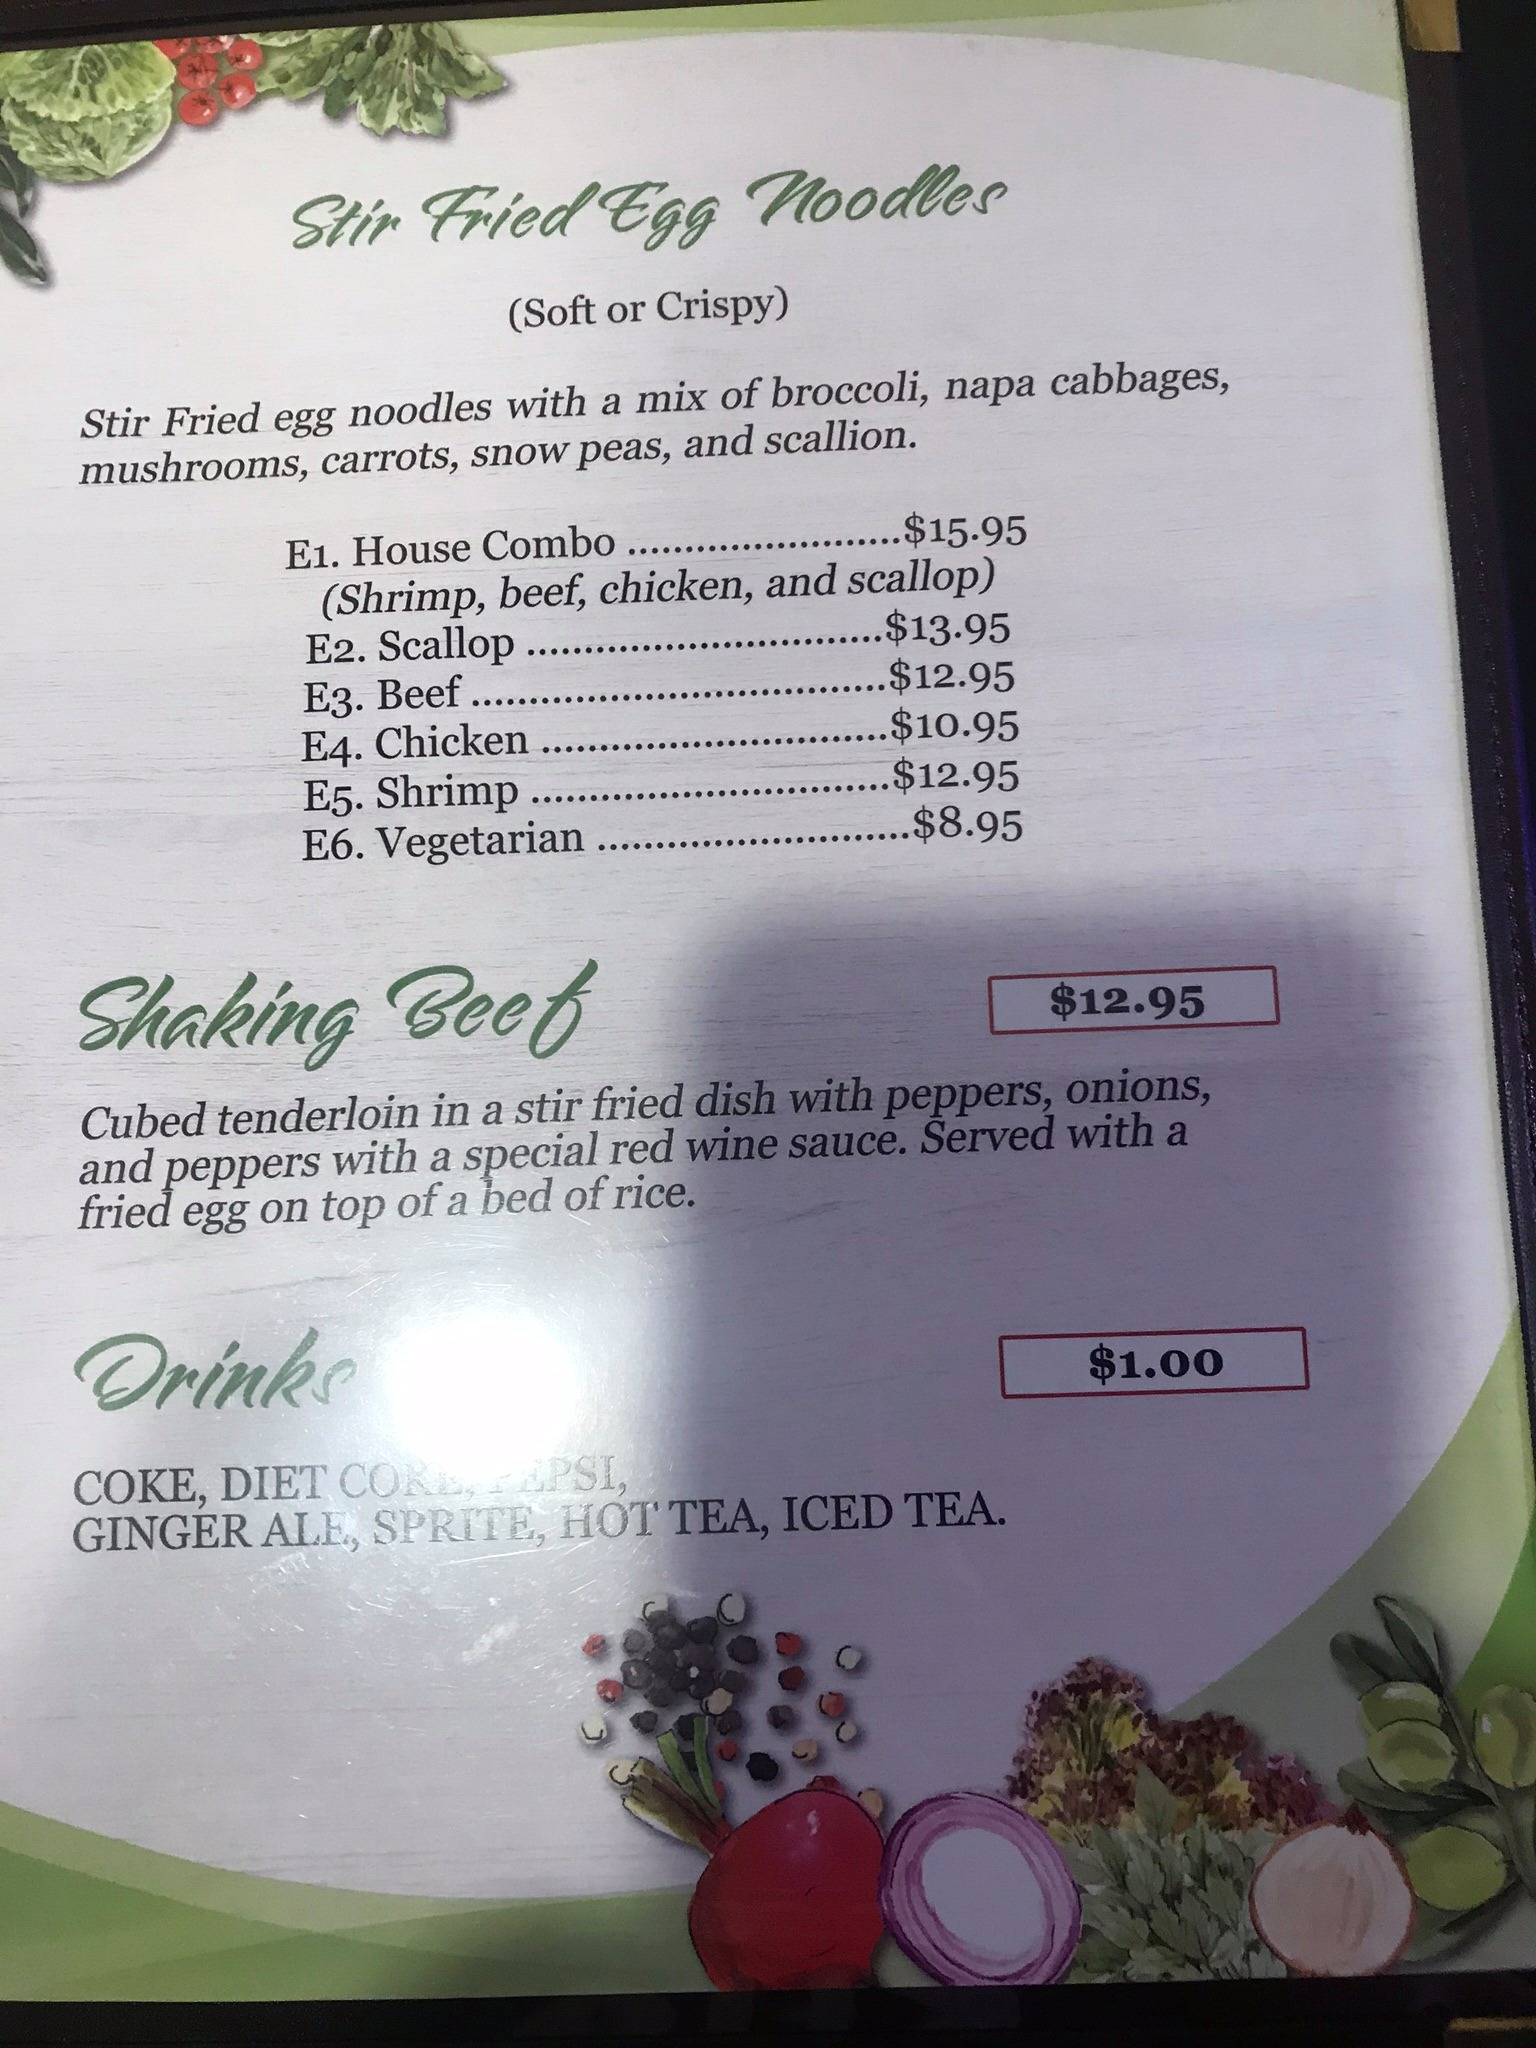 Stir Fried Egg Noodles
(Soft or Crispy)
Stir Fried egg noodles with a mix of broccoli, napa cabbages,
mushrooms, carrots, snow peas, and scallion.
E1. House Combo ........................$15.95
(Shrimp, beef, chicken, and scallop)
E2. Scallop ...............................$13.95
E3. Beef ....................................$12.95
E4. Chicken ..............................$10.95
E5. Shrimp ...............................$12.95
E6. Vegetarian ...........................$8.95
Shaking Beef $12.95
Cubed tenderloin in a stir fried dish with peppers, onions,
and peppers with a special red wine sauce. Served with a
fried egg on top of a bed of rice.
Drinks $1.00
COKE, DIET COKE, PEPSI,
GINGER ALE, SPRITE, HOT TEA, ICED TEA.